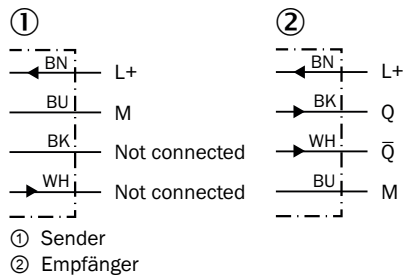 ① ②
BN L+ BN L+
BU M BK Q
BK Not connected WH Q̅
WH Not connected BU M
① Sender
② Empfänger